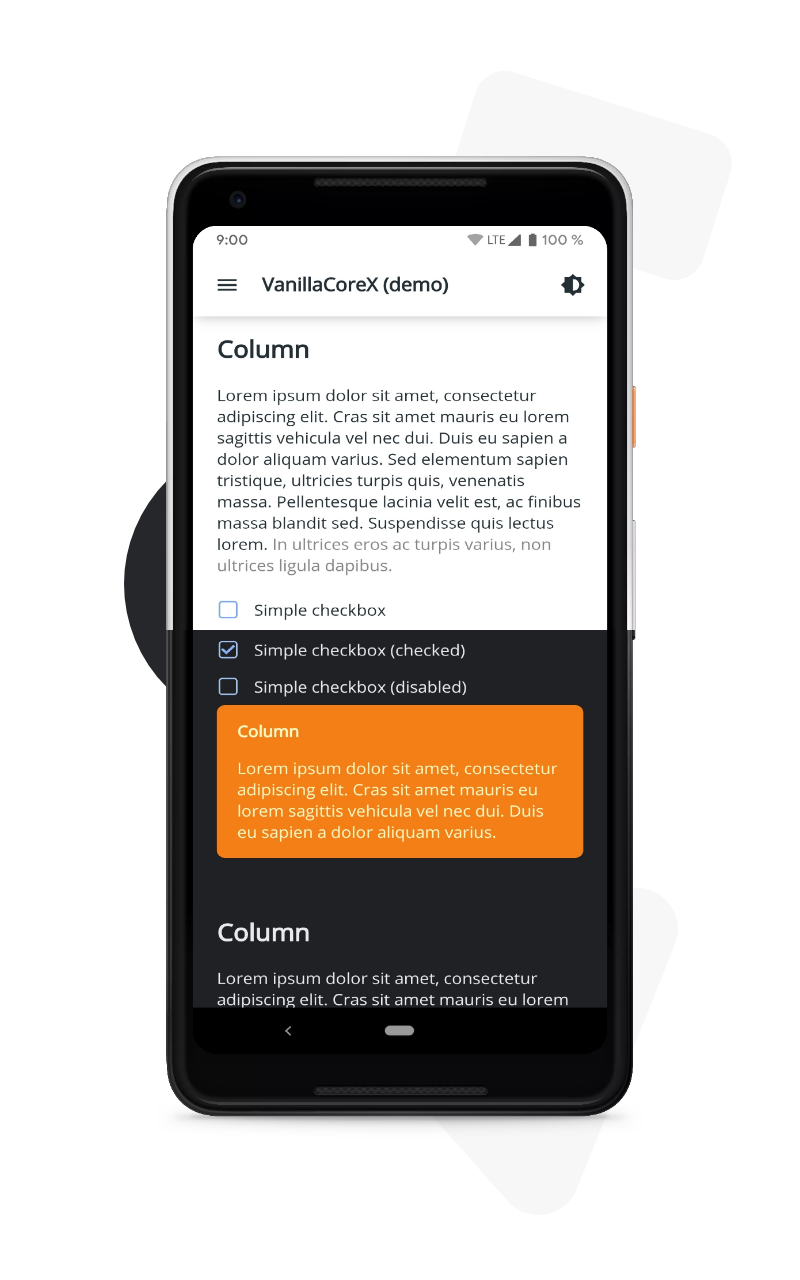 9:00 LTE 100 %
VanillaCoreX (demo)
Column
Lorem ipsum dolor sit amet, consectetur
adipiscing elit. Cras sit amet mauris eu lorem
sagittis vehicula vel nec dui. Duis eu sapien a
dolor aliquam varius. Sed elementum sapien
tristique, ultricies turpis quis, venenatis
massa. Pellentesque lacinia velit est, ac finibus
massa blandit sed. Suspendisse quis lectus
lorem. In ultrices eros ac turpis varius, non
ultrices ligula dapibus.
Simple checkbox
Simple checkbox (checked)
Simple checkbox (disabled)
Column
Lorem ipsum dolor sit amet, consectetur
adipiscing elit. Cras sit amet mauris eu
lorem sagittis vehicula vel nec dui. Duis
eu sapien a dolor aliquam varius.
Column
Lorem ipsum dolor sit amet, consectetur
adipiscing elit. Cras sit amet mauris eu lorem